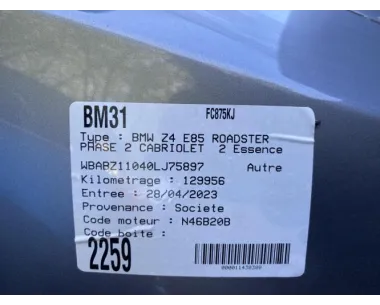 BM31 FC875KJ
Type : BMW Z4 E85 ROADSTER
PHASE 2 CABRIOLET 2 Essence
WBABZ11040LJ75897 Autre
Kilometrage : 129956
Entree : 28/04/2023
Provenance : Societe
Code moteur : N46B20B
Code boite :
2259